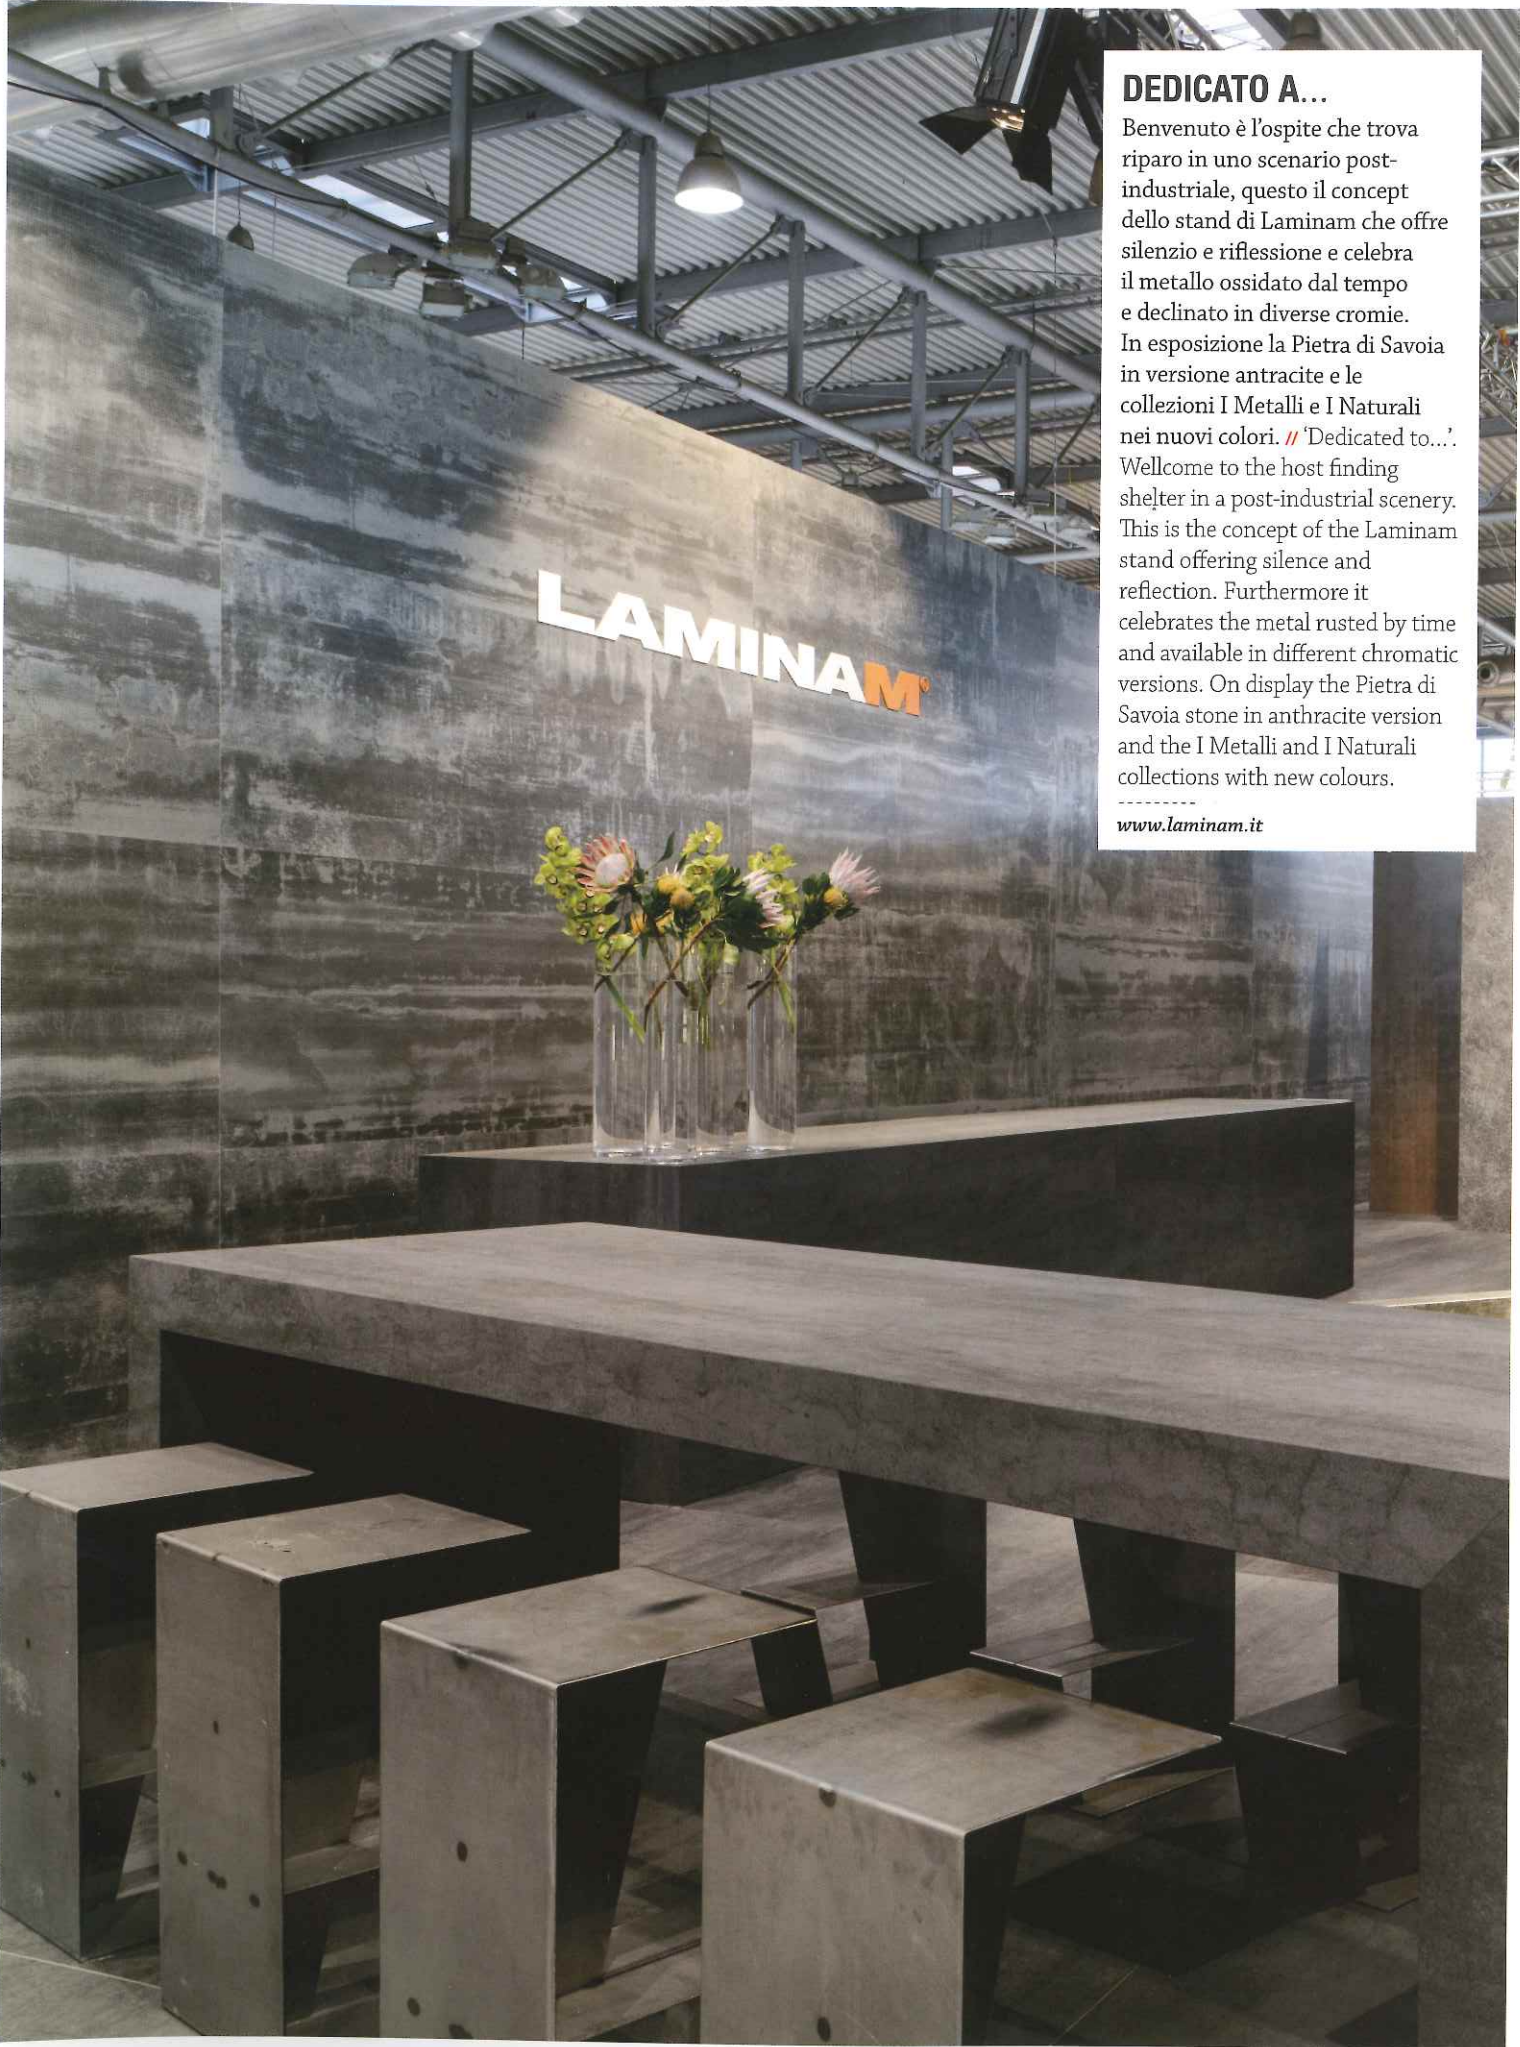 DEDICATO A...
Benvenuto è l'ospite che trova
riparo in uno scenario post-
industriale, questo il concept
dello stand di Laminam che offre
silenzio e riflessione e celebra
il metallo ossidato dal tempo
e declinato in diverse cromie.
In esposizione la Pietra di Savoia
in versione antracite e le
collezioni I Metalli e I Naturali
nei nuovi colori. // 'Dedicated to...'.
Wellcome to the host finding
shelter in a post-industrial scenery.
This is the concept of the Laminam
stand offering silence and
reflection. Furthermore it
celebrates the metal rusted by time
and available in different chromatic
versions. On display the Pietra di
Savoia stone in anthracite version
and the I Metalli and I Naturali
collections with new colours.
www.laminam.it
LAMINAM®